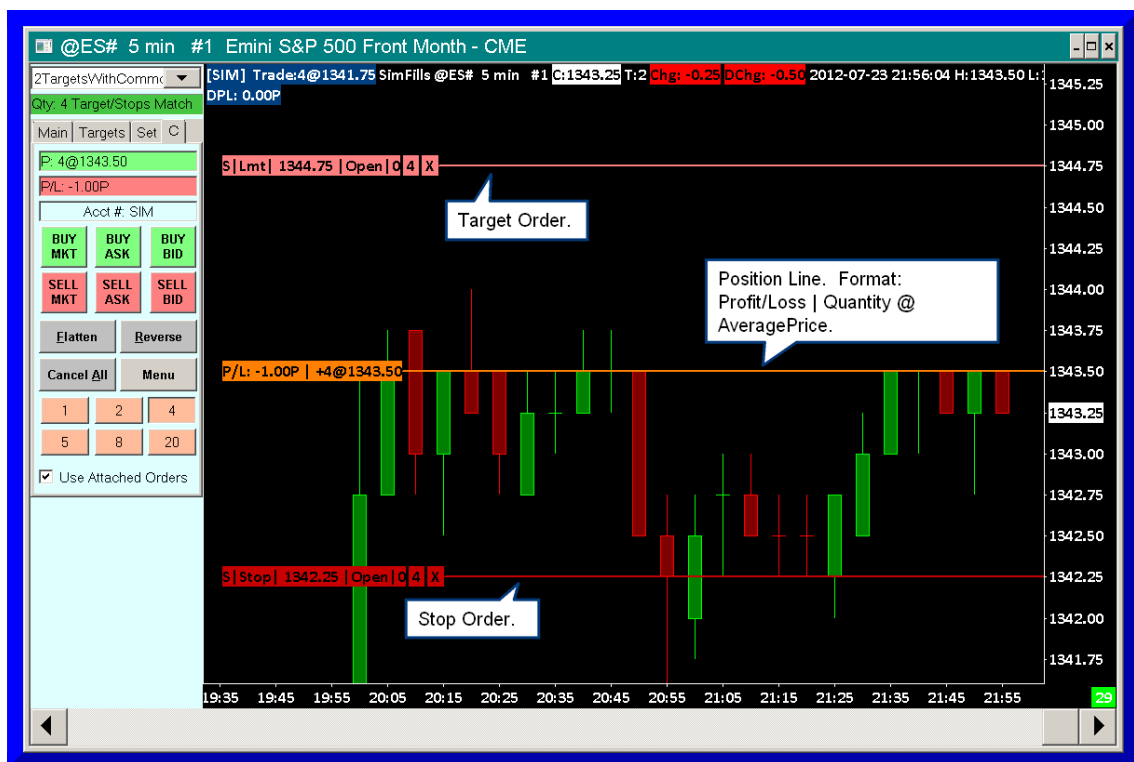 @ES#  5 min  #1  Emini S&P 500 Front Month - CME
2TargetsWithComm
[SIM] Trade:4@1341.75 SimFills @ES#  5 min  #1 C:1343.25 T:2 Chg: -0.25 DChg: -0.50 2012-07-23 21:56:04 H:1343.50 L:
DPL: 0.00P
Qty: 4 Target/Stops Match
Main Targets Set C
P: 4@1343.50
P/L: -1.00P
Acct #: SIM
BUY MKT
BUY ASK
BUY BID
SELL MKT
SELL ASK
SELL BID
Flatten
Reverse
Cancel All
Menu
1 2 4
5 8 20
Use Attached Orders
S|Lmt| 1344.75 |Open|0 4 X
Target Order.
Position Line.  Format:
Profit/Loss | Quantity @
AveragePrice.
P/L: -1.00P | +4@1343.50
S|Stop| 1342.25 |Open|0 4 X
Stop Order.
1345.25
1345.00
1344.75
1344.50
1344.25
1344.00
1343.75
1343.50
1343.25
1343.00
1342.75
1342.50
1342.25
1342.00
1341.75
19:35 19:45 19:55 20:05 20:15 20:25 20:35 20:45 20:55 21:05 21:15 21:25 21:35 21:45 21:55 29